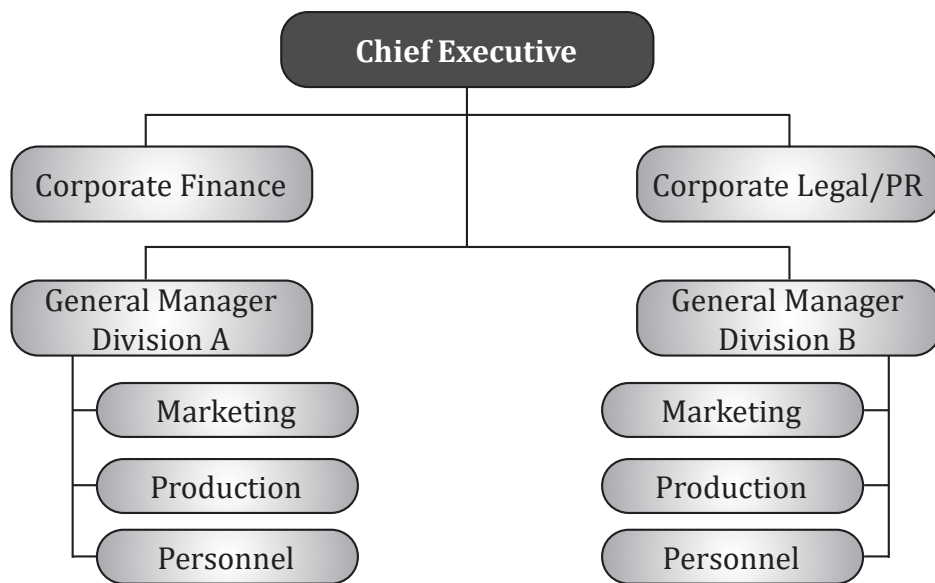 Chief Executive
Corporate Finance
Corporate Legal/PR
General Manager
Division A
General Manager
Division B
Marketing
Marketing
Production
Production
Personnel
Personnel